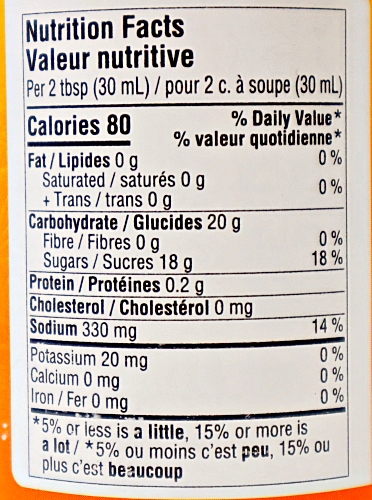 Nutrition Facts
Valeur nutritive
Per 2 tbsp (30 mL) / pour 2 c. à soupe (30 mL)
Calories 80
% Daily Value*
% valeur quotidienne*
Fat / Lipides 0 g 0 %
Saturated / saturés 0 g
+ Trans / trans 0 g 0 %
Carbohydrate / Glucides 20 g
Fibre / Fibres 0 g 0 %
Sugars / Sucres 18 g 18 %
Protein / Protéines 0.2 g
Cholesterol / Cholestérol 0 mg
Sodium 330 mg 14 %
Potassium 20 mg 0 %
Calcium 0 mg 0 %
Iron / Fer 0 mg 0 %
*5% or less is a little, 15% or more is
a lot / *5% ou moins c'est peu, 15% ou
plus c'est beaucoup